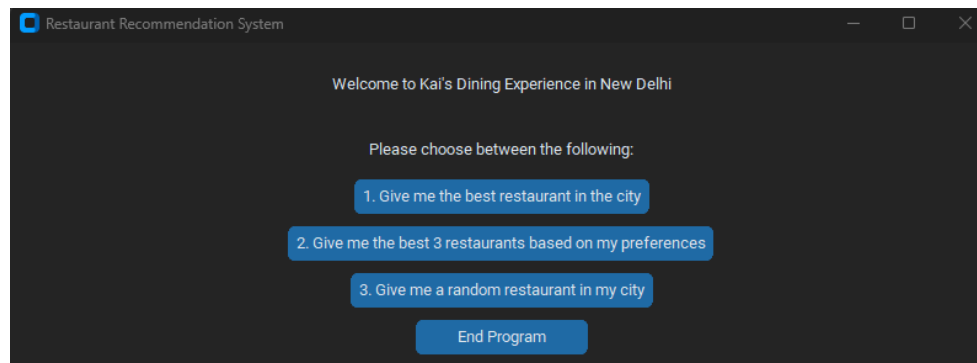 Restaurant Recommendation System
Welcome to Kai's Dining Experience in New Delhi
Please choose between the following:
1. Give me the best restaurant in the city
2. Give me the best 3 restaurants based on my preferences
3. Give me a random restaurant in my city
End Program